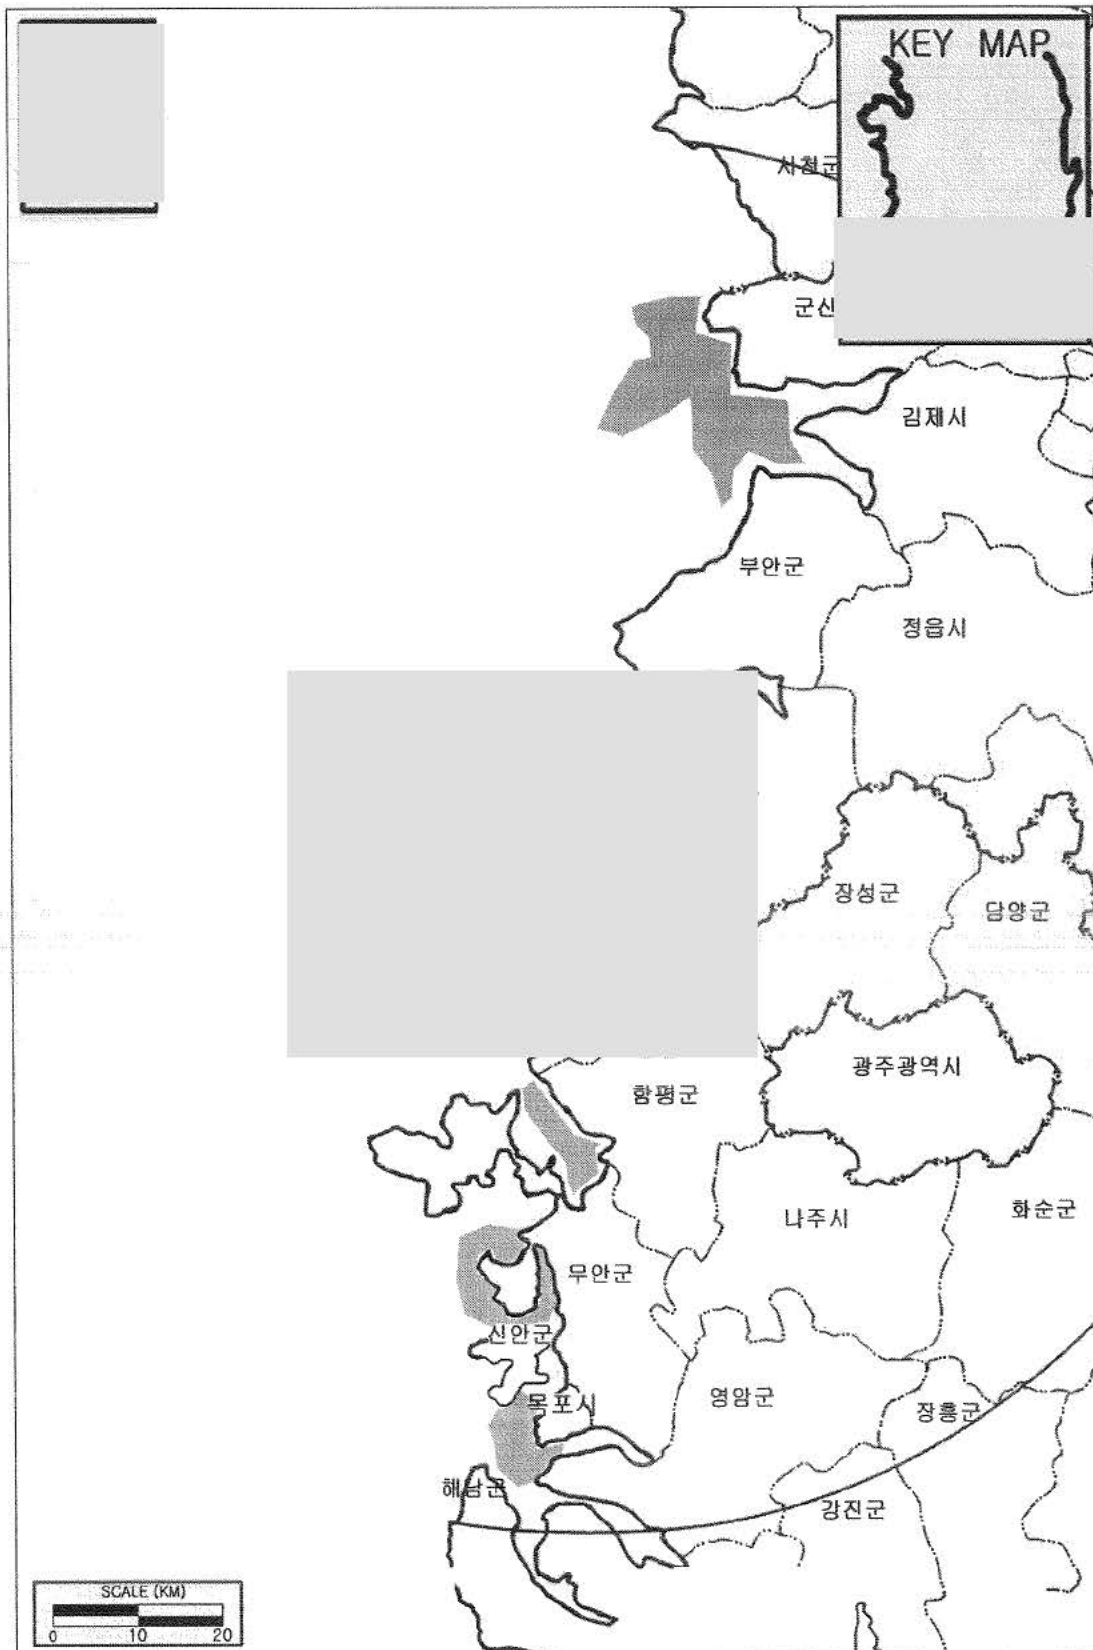 KEY MAP
서천군
군산
김제시
부안군
정읍시
장성군
담양군
광주광역시
함평군
나주시
화순군
무안군
신안군
영암군
목포시
장흥군
해남군
강진군
SCALE (KM)
0 10 20